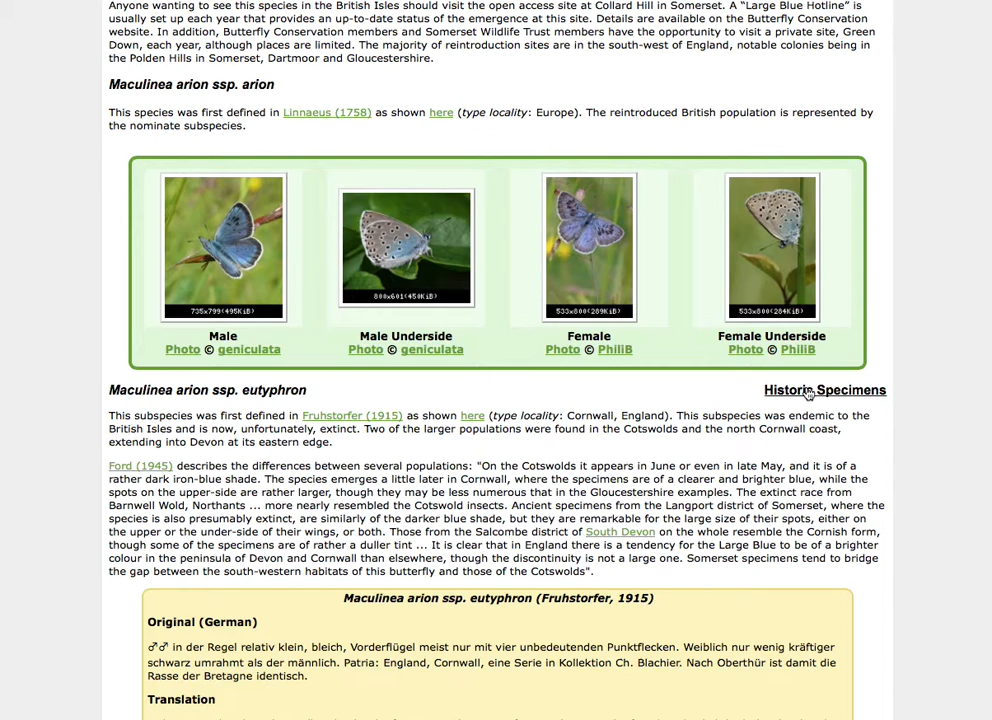 Anyone wanting to see this species in the British Isles should visit the open access site at Collard Hill in Somerset. A “Large Blue Hotline” is
usually set up each year that provides an up-to-date status of the emergence at this site. Details are available on the Butterfly Conservation
website. In addition, Butterfly Conservation members and Somerset Wildlife Trust members have the opportunity to visit a private site, Green
Down, each year, although places are limited. The majority of reintroduction sites are in the south-west of England, notable colonies being in
the Polden Hills in Somerset, Dartmoor and Gloucestershire.
Maculinea arion ssp. arion
This species was first defined in Linnaeus (1758) as shown here (type locality: Europe). The reintroduced British population is represented by
the nominate subspecies.
735x799(495KiB)
800x601(450KiB)
533x800(289KiB)
533x800(284KiB)
Male
Photo © geniculata
Male Underside
Photo © geniculata
Female
Photo © PhiliB
Female Underside
Photo © PhiliB
Maculinea arion ssp. eutyphron
Historic Specimens
This subspecies was first defined in Fruhstorfer (1915) as shown here (type locality: Cornwall, England). This subspecies was endemic to the
British Isles and is now, unfortunately, extinct. Two of the larger populations were found in the Cotswolds and the north Cornwall coast,
extending into Devon at its eastern edge.
Ford (1945) describes the differences between several populations: "On the Cotswolds it appears in June or even in late May, and it is of a
rather dark iron-blue shade. The species emerges a little later in Cornwall, where the specimens are of a clearer and brighter blue, while the
spots on the upper-side are rather larger, though they may be less numerous that in the Gloucestershire examples. The extinct race from
Barnwell Wold, Northants ... more nearly resembled the Cotswold insects. Ancient specimens from the Langport district of Somerset, where the
species is also presumably extinct, are similarly of the darker blue shade, but they are remarkable for the large size of their spots, either on
the upper or the under-side of their wings, or both. Those from the Salcombe district of South Devon on the whole resemble the Cornish form,
though some of the specimens are of rather a duller tint ... It is clear that in England there is a tendency for the Large Blue to be of a brighter
colour in the peninsula of Devon and Cornwall than elsewhere, though the discontinuity is not a large one. Somerset specimens tend to bridge
the gap between the south-western habitats of this butterfly and those of the Cotswolds".
Maculinea arion ssp. eutyphron (Fruhstorfer, 1915)
Original (German)
♂♂ in der Regel relativ klein, bleich, Vorderflügel meist nur mit vier unbedeutenden Punktflecken. Weiblich nur wenig kräftiger
schwarz umrahmt als der männlich. Patria: England, Cornwall, eine Serie in Kollektion Ch. Blachier. Nach Oberthür ist damit die
Rasse der Bretagne identisch.
Translation